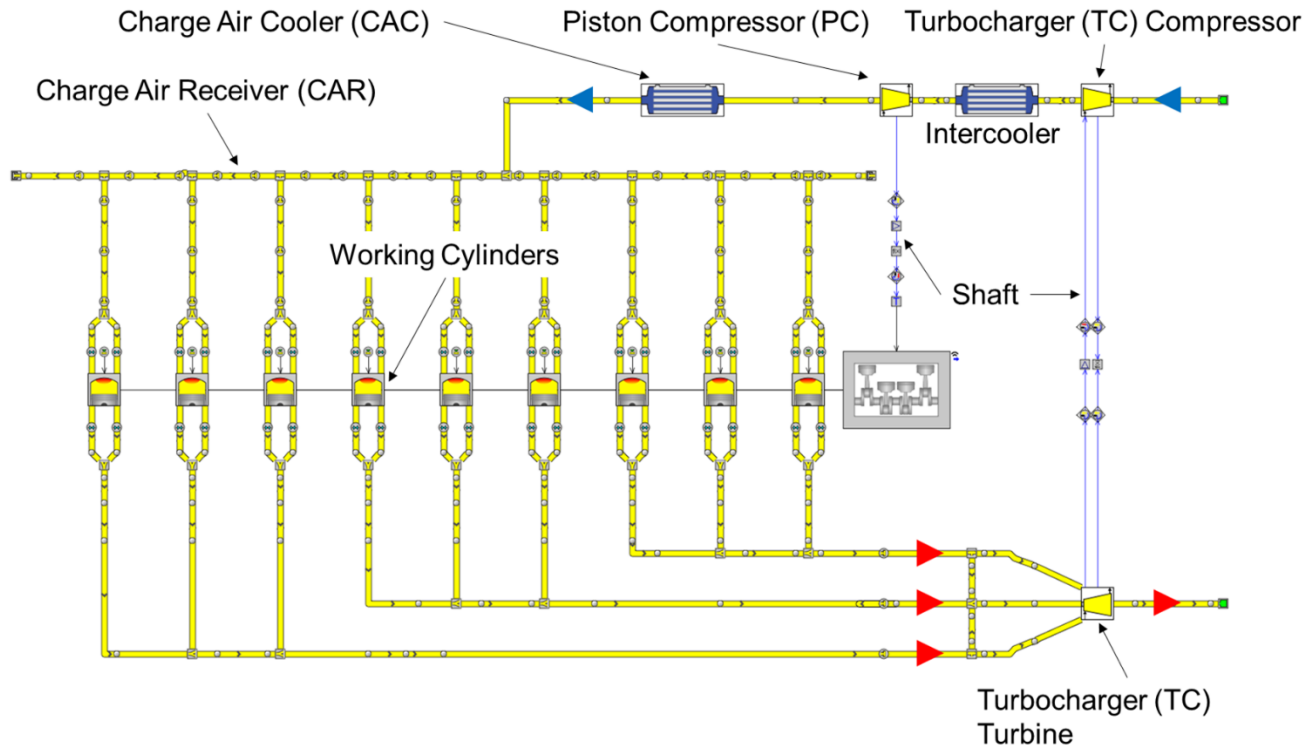 Charge Air Cooler (CAC)
Piston Compressor (PC)
Turbocharger (TC) Compressor
Charge Air Receiver (CAR)
Intercooler
Working Cylinders
Shaft
Turbocharger (TC)
Turbine